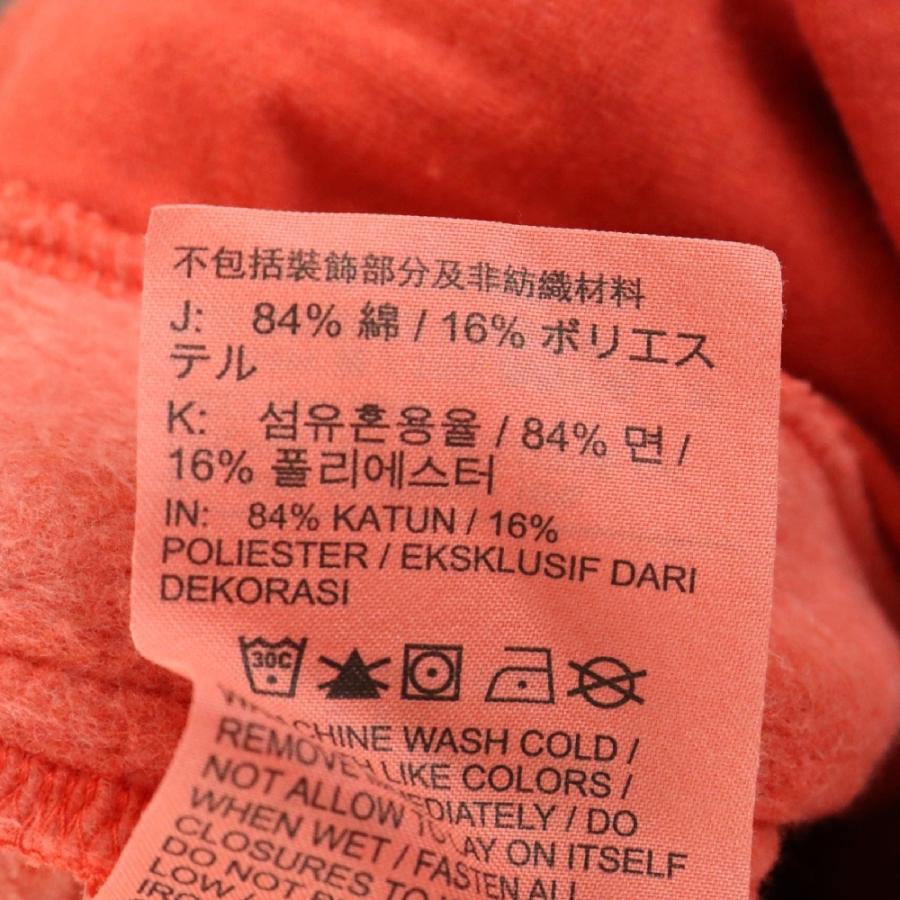 不包括裝飾部分及非紡織材料
J: 84% 綿 / 16% ポリエス
テル
K: 섬유혼용율 / 84% 면 /
16% 폴리에스터
IN: 84% KATUN / 16%
POLIESTER / EKSKLUSIF DARI
DEKORASI
30C
WASH COLD /
REMOVE LIKE COLORS /
NOT ALLOW / DO
WHEN WET / LAY ON ITSELF
CLOSURES TO FASTEN ALL
DO NOT
LOW /